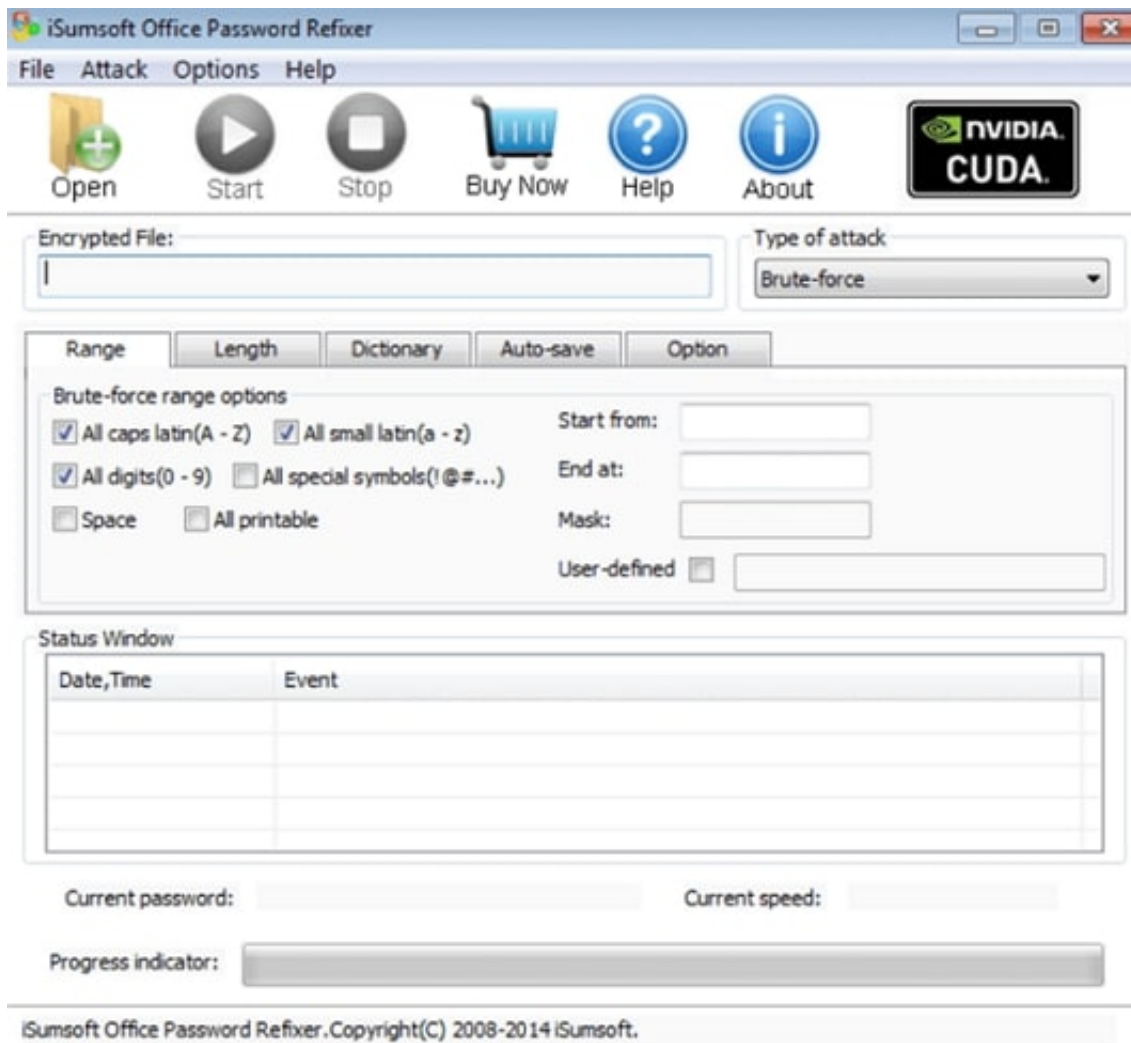 iSumsoft Office Password Refixer
File Attack Options Help
Open Start Stop Buy Now Help About NVIDIA. CUDA.
Encrypted File: Type of attack
Brute-force
Range Length Dictionary Auto-save Option
Brute-force range options
All caps latin(A - Z) All small latin(a - z) Start from:
All digits(0 - 9) All special symbols(!@#...) End at:
Space All printable Mask:
User-defined
Status Window
Date,Time Event
Current password: Current speed:
Progress indicator:
iSumsoft Office Password Refixer.Copyright(C) 2008-2014 iSumsoft.